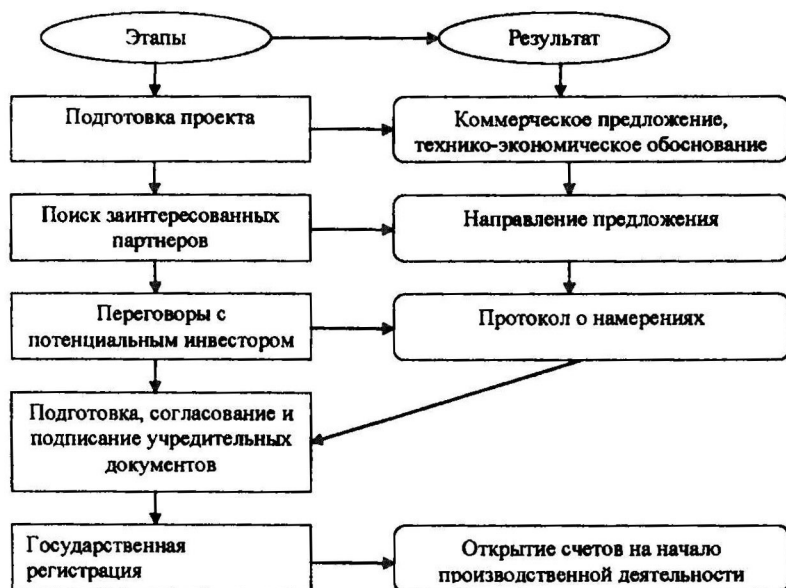 Этапы
Результат
Подготовка проекта
Коммерческое предложение,
технико-экономическое обоснование
Поиск заинтересованных
партнеров
Направление предложения
Переговоры с
потенциальным инвестором
Протокол о намерениях
Подготовка, согласование и
подписание учредительных
документов
Государственная
регистрация
Открытие счетов на начало
производственной деятельности